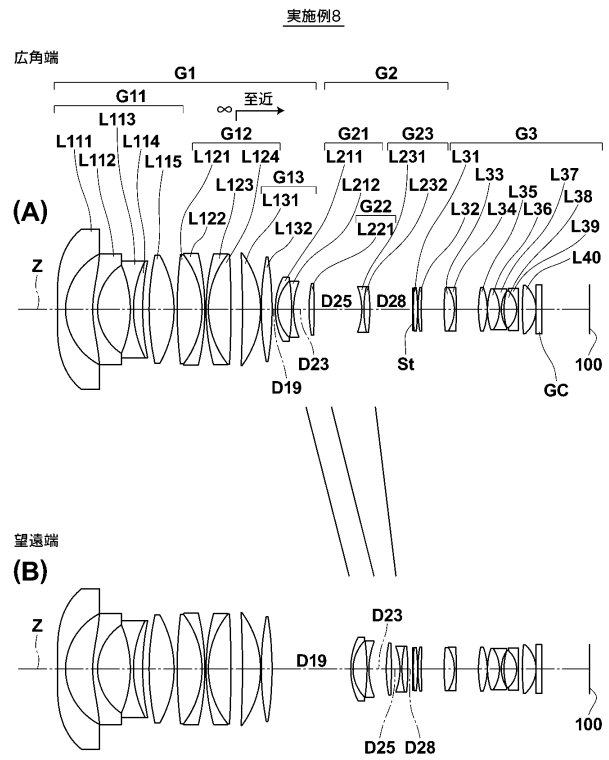 実施例8
広角端
G1
G2
G11
∞
至近
L113
G12
G21
G23
G3
L111
L114
L121
L124
L211
L231
L31
L33
L37
L112
L115
L123
G13
L212
L232
L35
L38
L122
L131
G22
L32
L34
L36
L39
(A)
L132
L221
L40
Z
D25
D28
D23
St
100
D19
GC
望遠端
(B)
D23
Z
D19
100
D25
D28